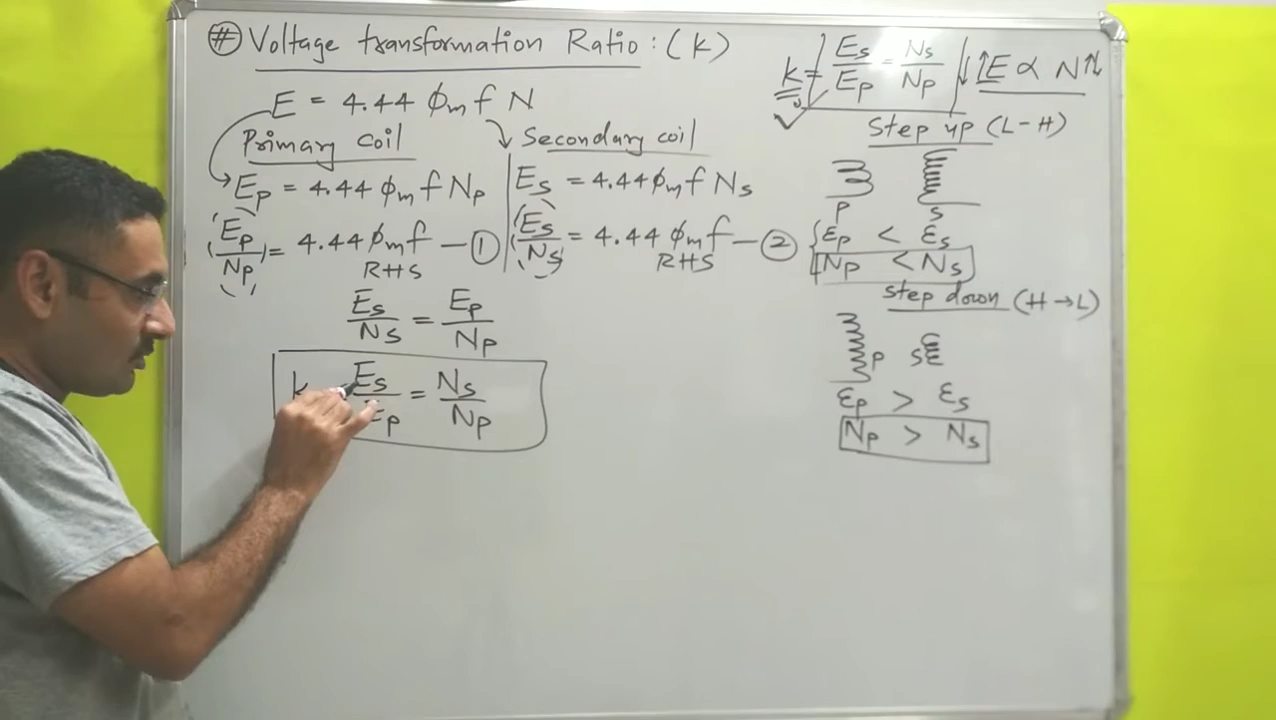 # Voltage transformation Ratio : (k)
E = 4.44 ϕm f N
Primary coil
Ep = 4.44 ϕm f Np
Ep/Np = 4.44 ϕm f — ①
RHS
Secondary coil
Es = 4.44 ϕm f Ns
Es/Ns = 4.44 ϕm f — ②
RHS
Es/Ns = Ep/Np
k = Es/Ep = Ns/Np
k = Es/Ep = Ns/Np ↓ ↑E ∝ N↑↓
Step up (L-H)
P S
Ep < Es
Np < Ns
step down (H→L)
P S
Ep > Es
Np > Ns